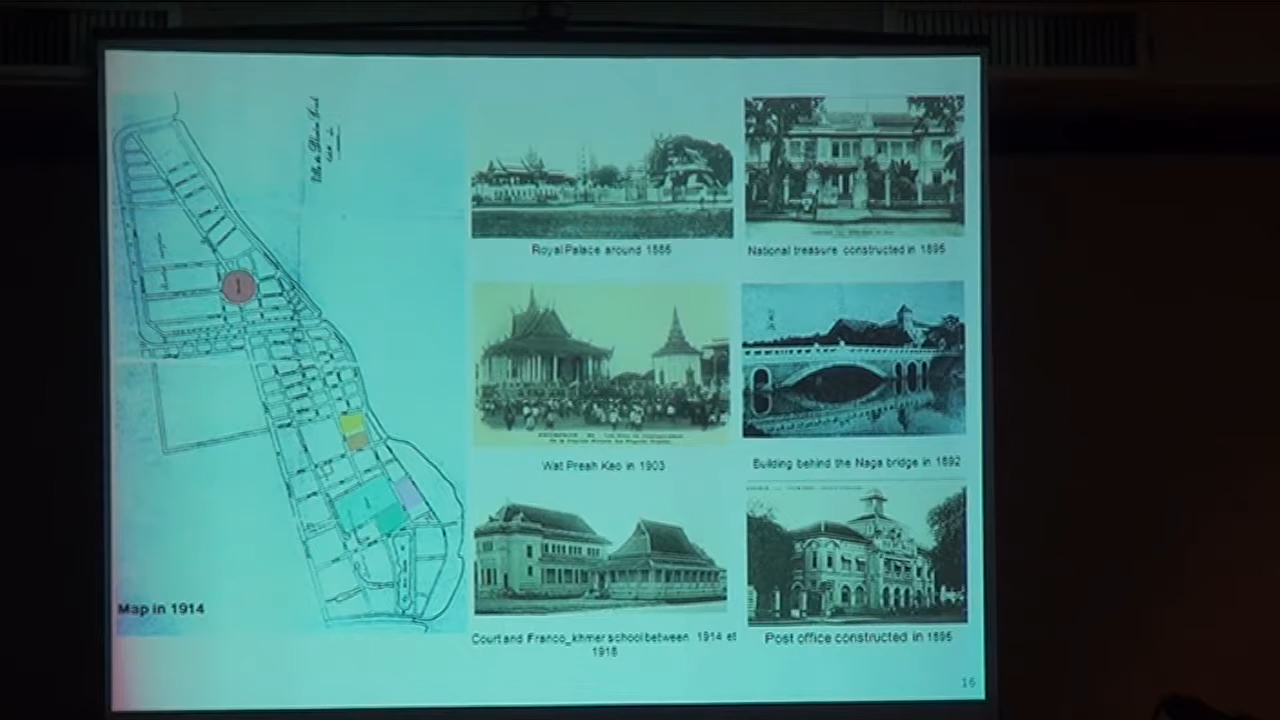 Royal Palace around 1885
National treasure constructed in 1895
Wat Preah Keo in 1903
Building behind the Naga bridge in 1892
Map in 1914
Court and Franco_khmer school between 1914 et
1918
Post office constructed in 1895
16